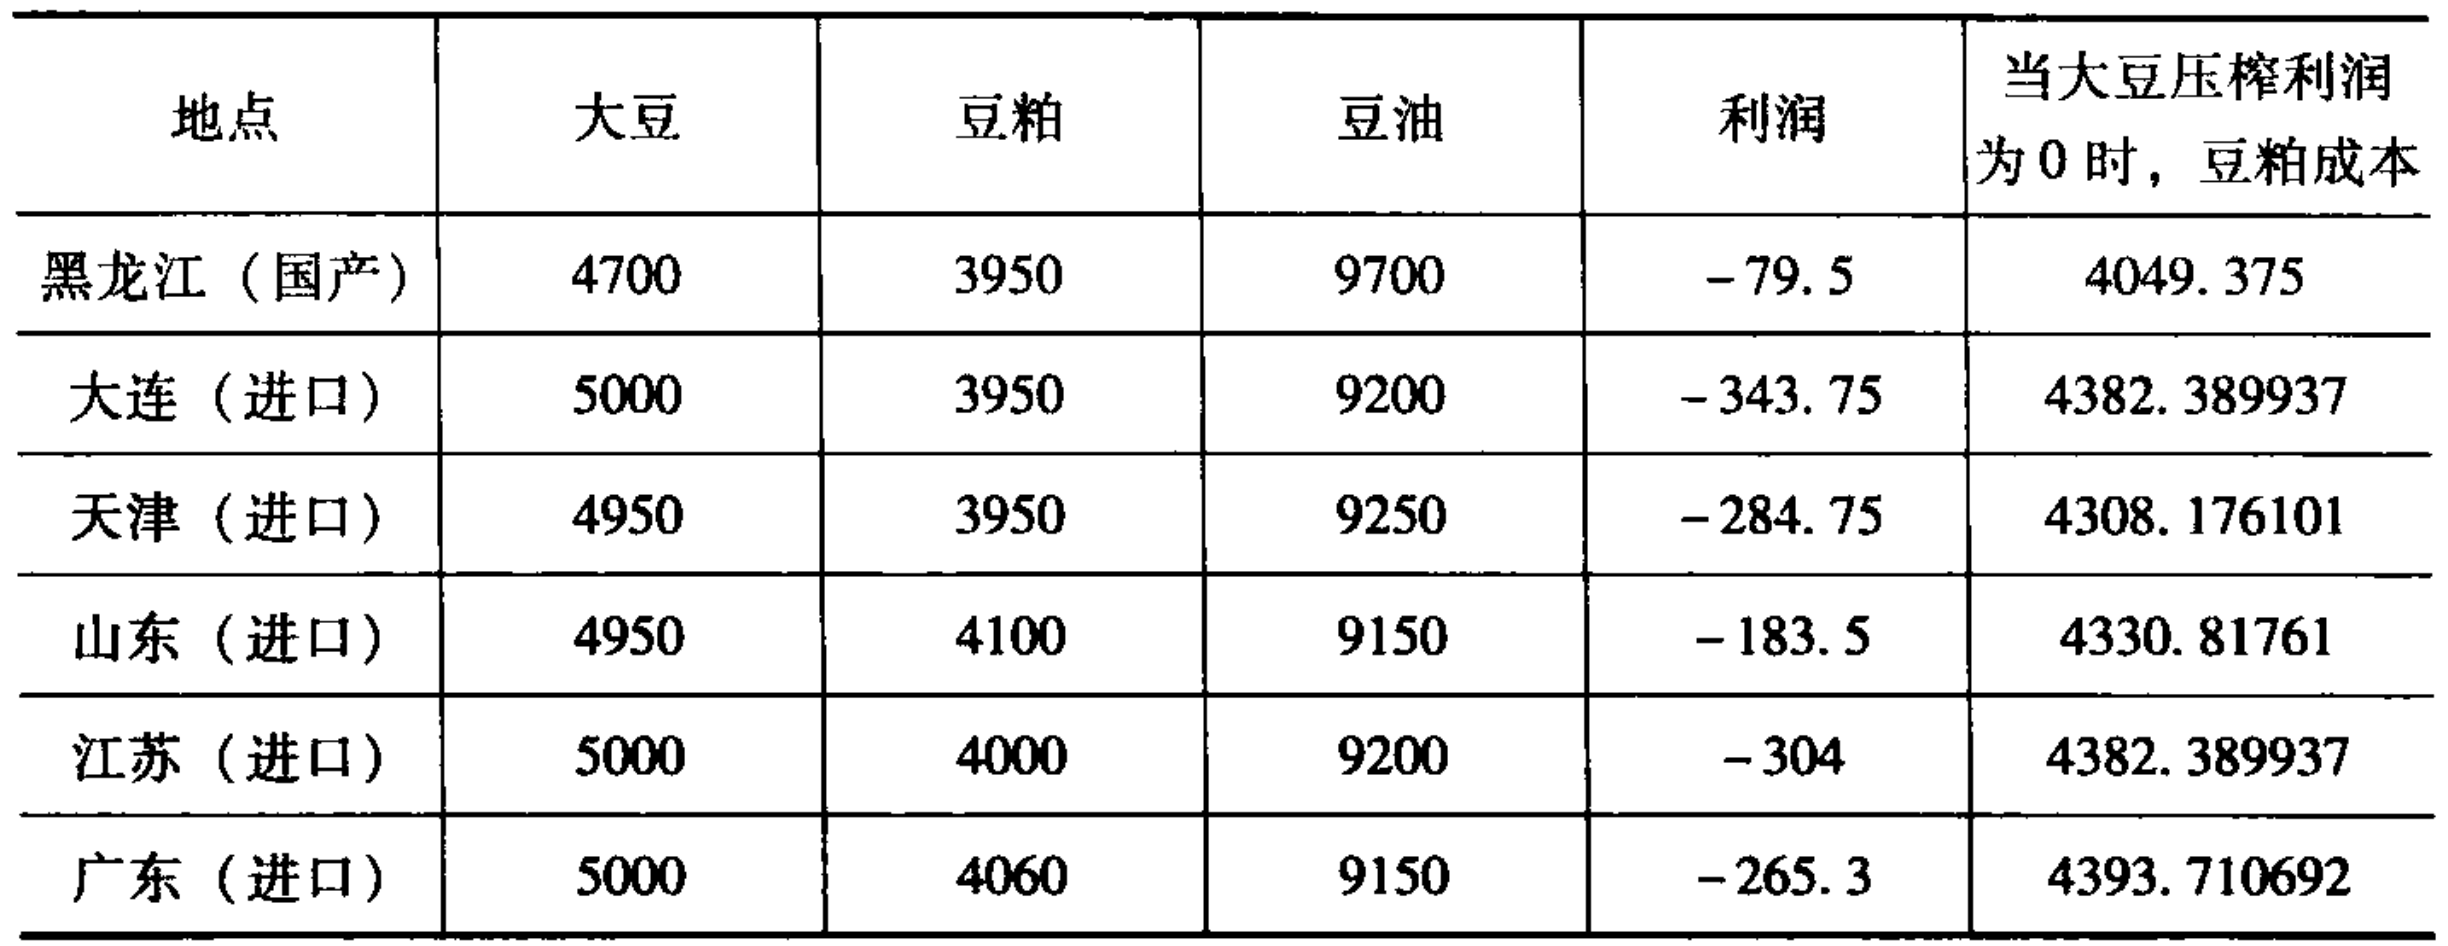 地点 大豆 豆粕 豆油 利润 当大豆压榨利润
为0时，豆粕成本
黑龙江（国产） 4700 3950 9700 -79.5 4049.375
大连（进口） 5000 3950 9200 -343.75 4382.389937
天津（进口） 4950 3950 9250 -284.75 4308.176101
山东（进口） 4950 4100 9150 -183.5 4330.81761
江苏（进口） 5000 4000 9200 -304 4382.389937
广东（进口） 5000 4060 9150 -265.3 4393.710692